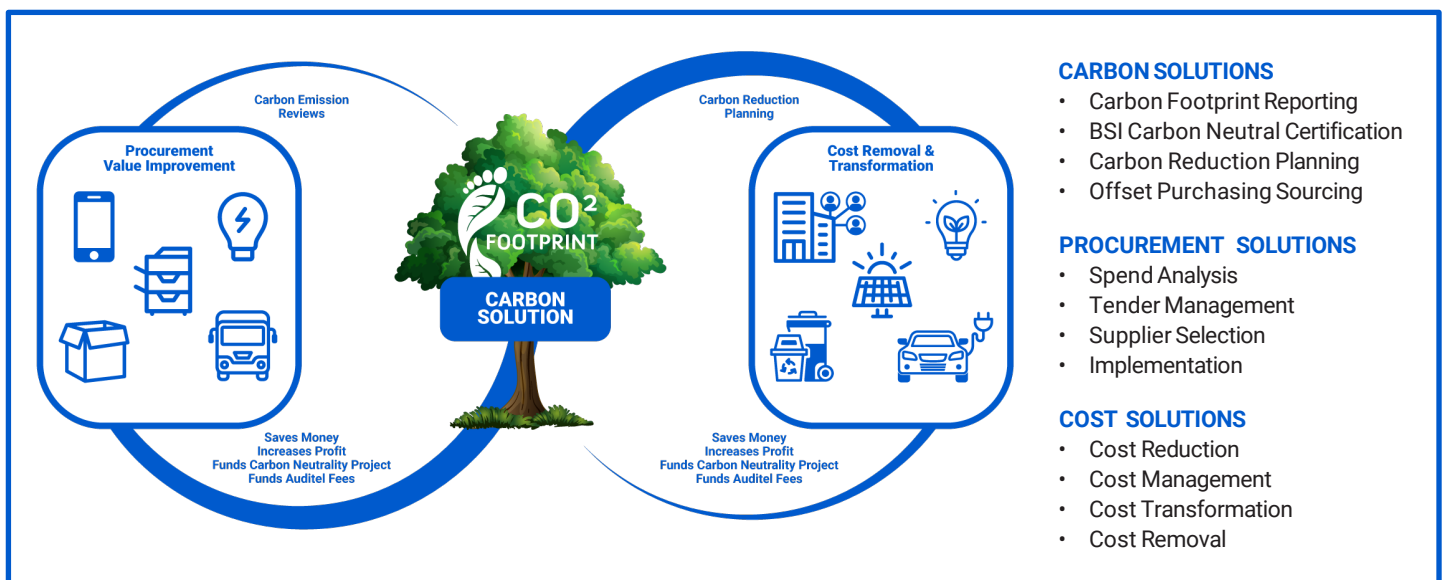 Carbon Emission
Reviews
Procurement
Value Improvement
Saves Money
Increases Profit
Funds Carbon Neutrality Project
Funds Auditel Fees
CO²
FOOTPRINT
CARBON
SOLUTION
Carbon Reduction
Planning
Cost Removal &
Transformation
Saves Money
Increases Profit
Funds Carbon Neutrality Project
Funds Auditel Fees
CARBON SOLUTIONS
• Carbon Footprint Reporting
• BSI Carbon Neutral Certification
• Carbon Reduction Planning
• Offset Purchasing Sourcing
PROCUREMENT SOLUTIONS
• Spend Analysis
• Tender Management
• Supplier Selection
• Implementation
COST SOLUTIONS
• Cost Reduction
• Cost Management
• Cost Transformation
• Cost Removal